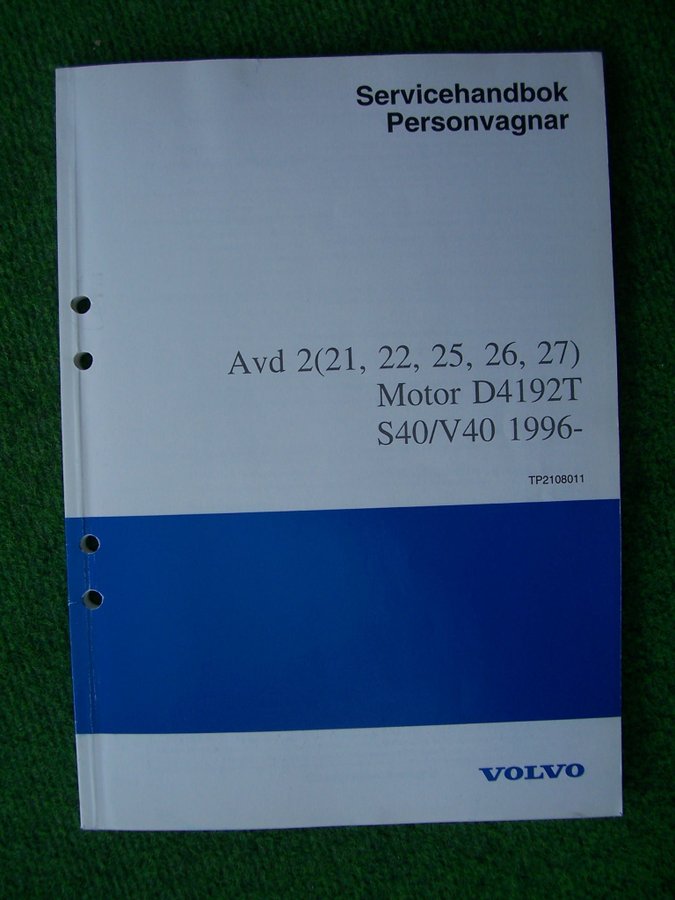 Servicehandbok
Personvagnar
Avd 2(21, 22, 25, 26, 27)
Motor D4192T
S40/V40 1996-
TP2108011
VOLVO